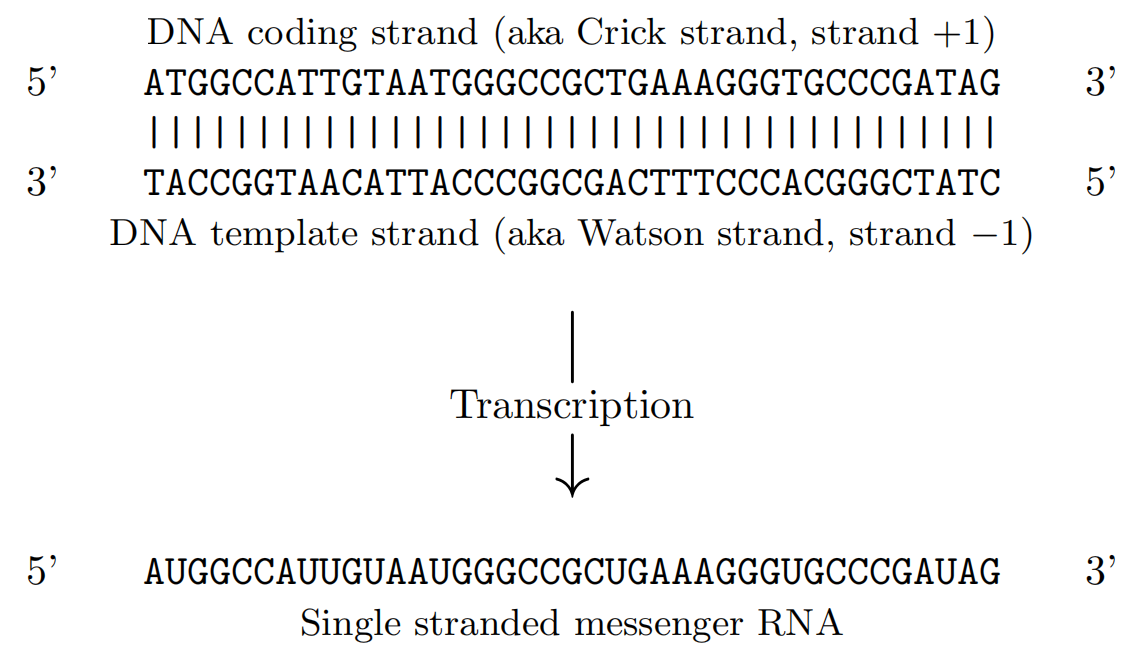 DNA coding strand (aka Crick strand, strand +1)
5’ ATGGCCATTGTAATGGGCCGCTGAAAGGGTGCCCGATAG 3’
|||||||||||||||||||||||||||||||||||||||
3’ TACCGGTAACATTACCCGGCGACTTTCCCACGGGCTATC 5’
DNA template strand (aka Watson strand, strand −1)
Transcription
5’ AUGGCCAUUGUAAUGGGCCGCUGAAAGGGUGCCCGAUAG 3’
Single stranded messenger RNA